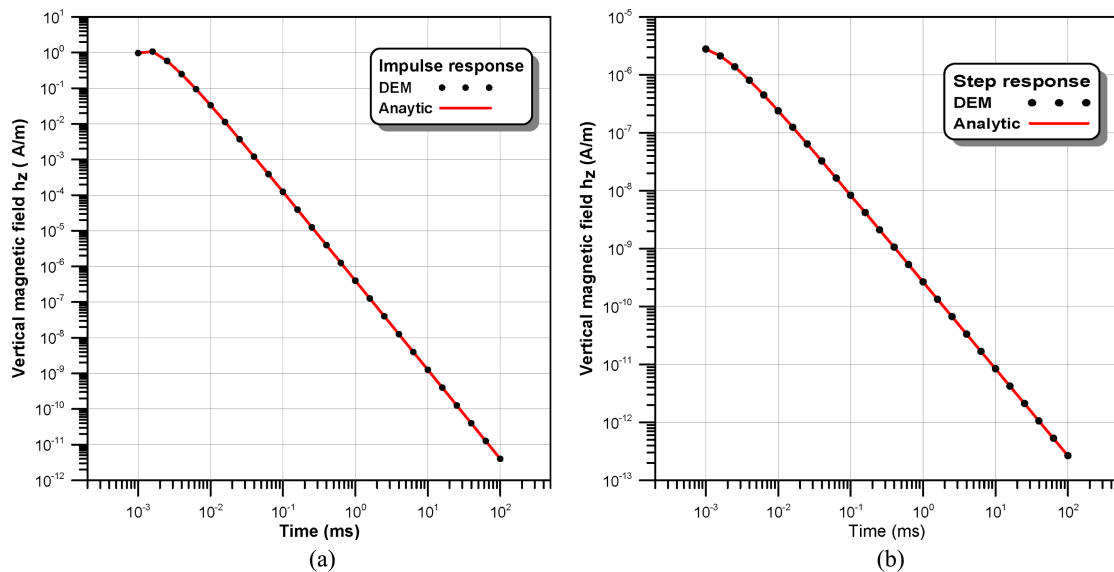 Vertical magnetic field hz ( A/m)
10^1
10^0
10^-1
10^-2
10^-3
10^-4
10^-5
10^-6
10^-7
10^-8
10^-9
10^-10
10^-11
10^-12
Impulse response
DEM
Anaytic
10^-3 10^-2 10^-1 10^0 10^1 10^2
Time (ms)
(a)
Vertical magnetic field hz (A/m)
10^-5
10^-6
10^-7
10^-8
10^-9
10^-10
10^-11
10^-12
10^-13
Step response
DEM
Analytic
10^-3 10^-2 10^-1 10^0 10^1 10^2
Time (ms)
(b)